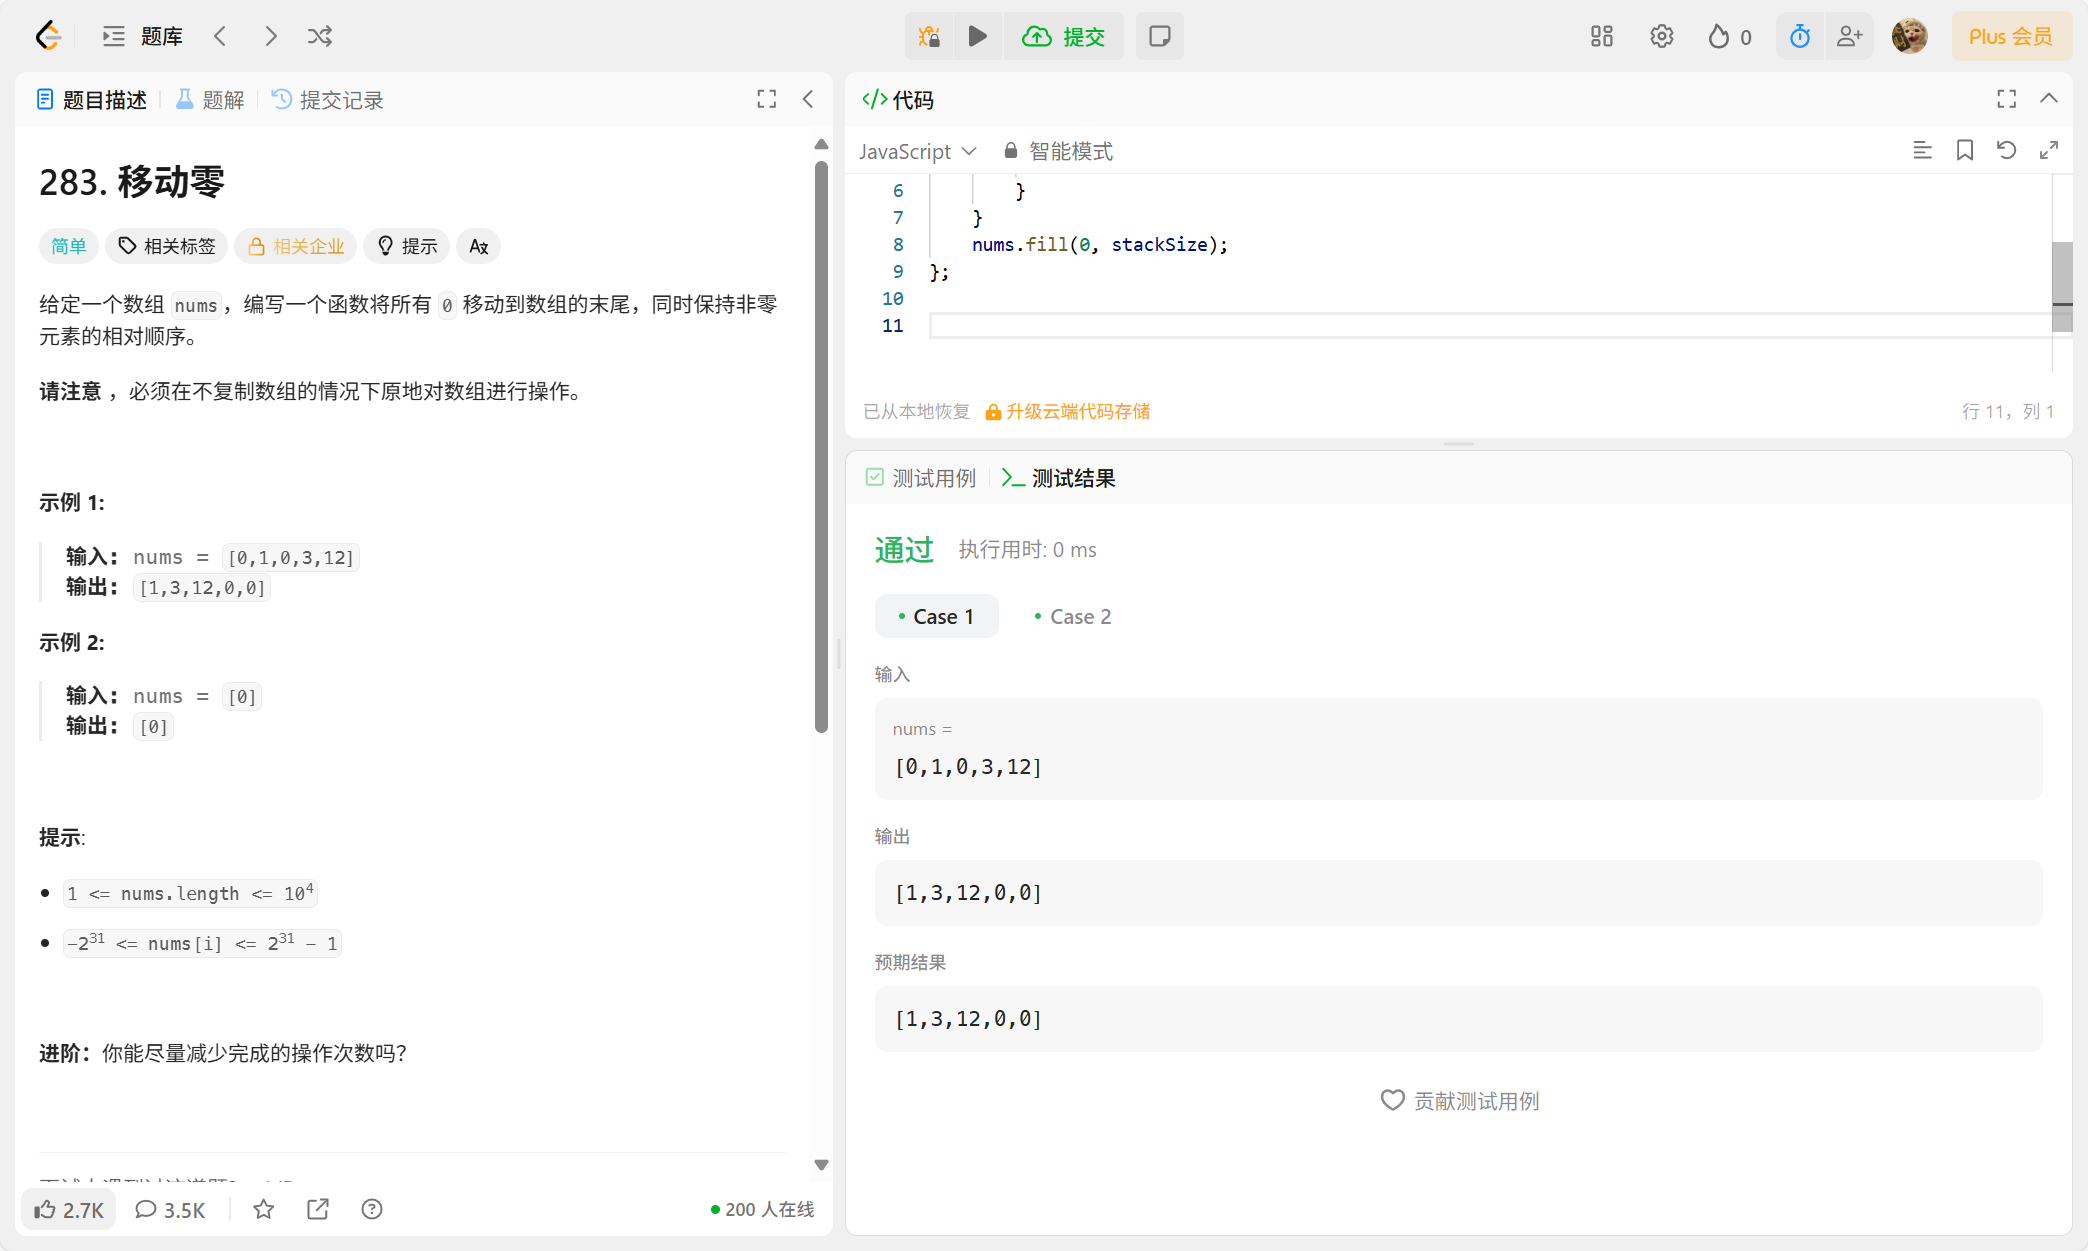 题库
提交
0
Plus 会员
题目描述
题解
提交记录
283. 移动零
简单
相关标签
相关企业
提示
给定一个数组 nums，编写一个函数将所有 0 移动到数组的末尾，同时保持非零
元素的相对顺序。
请注意 ，必须在不复制数组的情况下原地对数组进行操作。
示例 1:
输入：nums = [0,1,0,3,12]
输出：[1,3,12,0,0]
示例 2:
输入：nums = [0]
输出：[0]
提示:
1 <= nums.length <= 10⁴
-2³¹ <= nums[i] <= 2³¹ - 1
进阶：你能尽量减少完成的操作次数吗？
2.7K
3.5K
200 人在线
</> 代码
JavaScript
智能模式
6 }
7 }
8 nums.fill(0, stackSize);
9 };
10
11
已从本地恢复
升级云端代码存储
行 11，列 1
测试用例
测试结果
通过
执行用时: 0 ms
Case 1
Case 2
输入
nums =
[0,1,0,3,12]
输出
[1,3,12,0,0]
预期结果
[1,3,12,0,0]
贡献测试用例